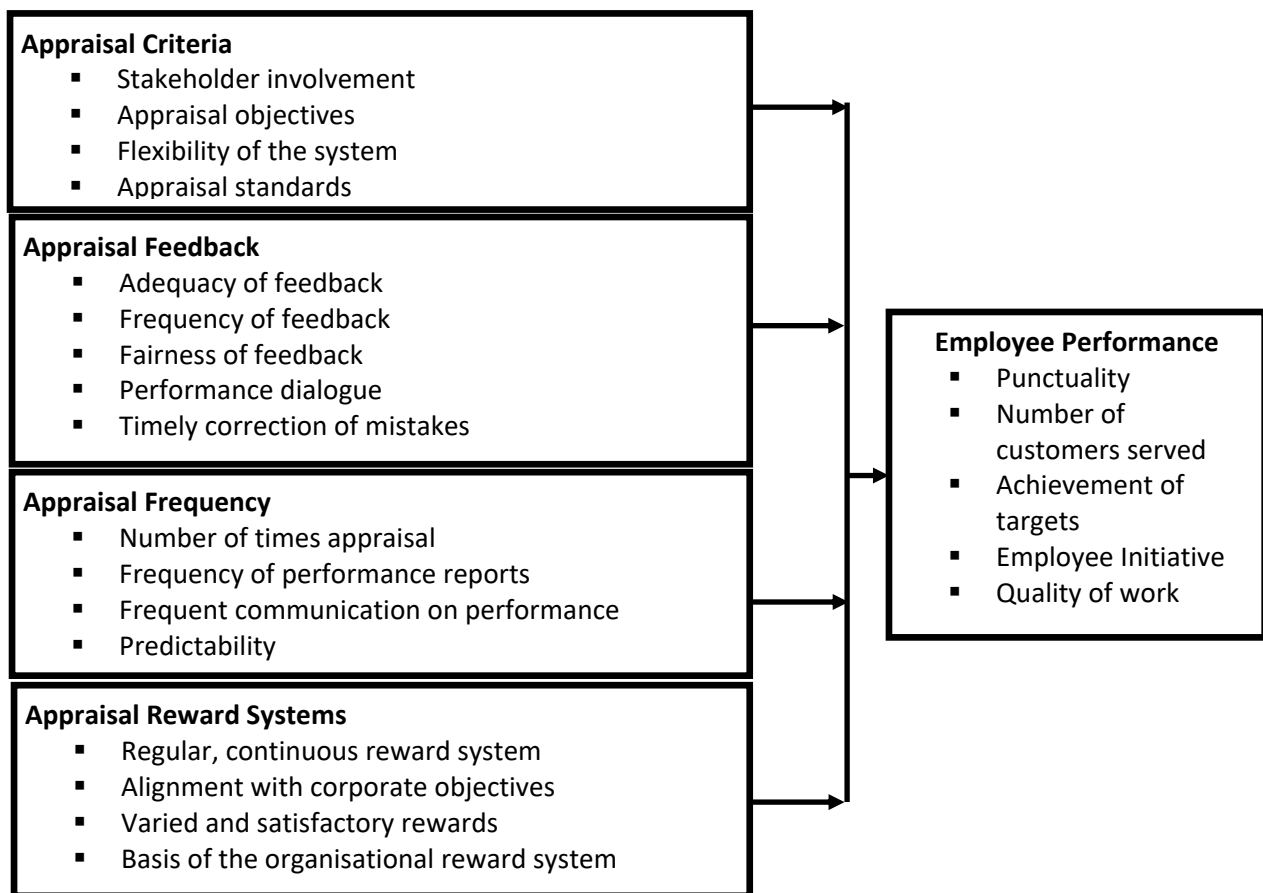 Appraisal Criteria
▪ Stakeholder involvement
▪ Appraisal objectives
▪ Flexibility of the system
▪ Appraisal standards
Appraisal Feedback
▪ Adequacy of feedback
▪ Frequency of feedback
▪ Fairness of feedback
▪ Performance dialogue
▪ Timely correction of mistakes
Appraisal Frequency
▪ Number of times appraisal
▪ Frequency of performance reports
▪ Frequent communication on performance
▪ Predictability
Appraisal Reward Systems
▪ Regular, continuous reward system
▪ Alignment with corporate objectives
▪ Varied and satisfactory rewards
▪ Basis of the organisational reward system
Employee Performance
▪ Punctuality
▪ Number of
customers served
▪ Achievement of
targets
▪ Employee Initiative
▪ Quality of work